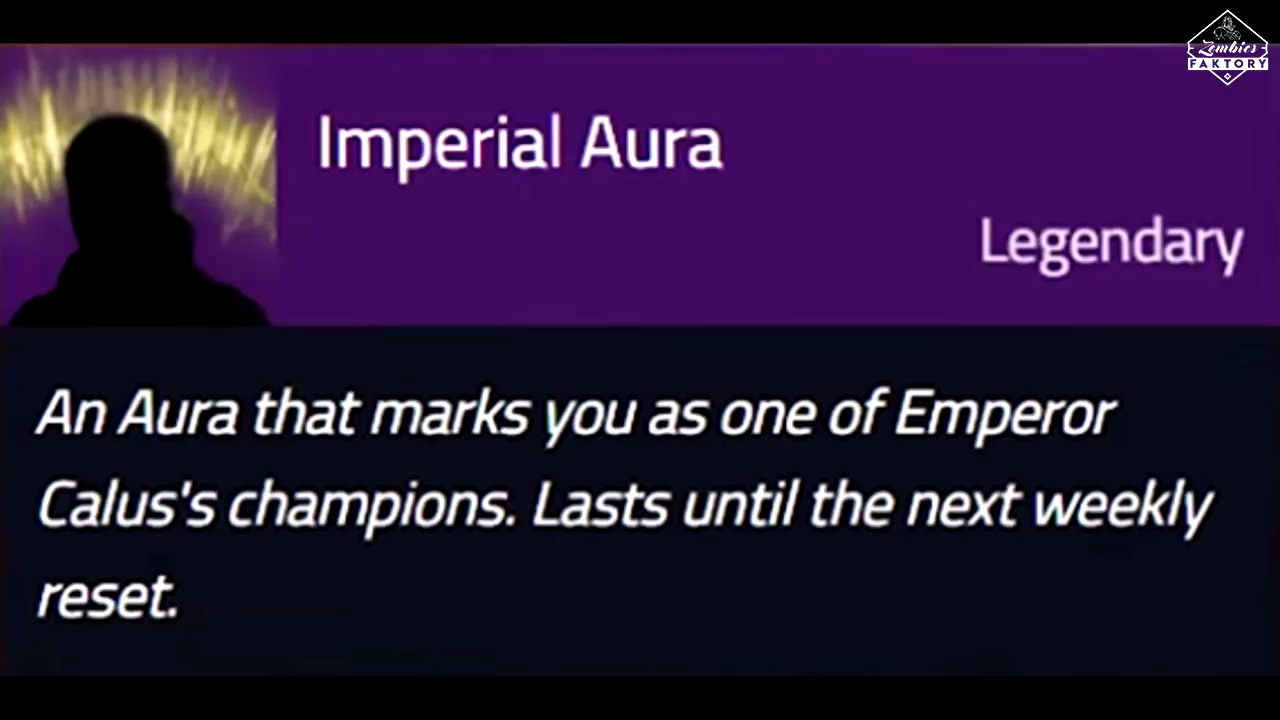 Zombies
FAKTORY
Imperial Aura
Legendary
An Aura that marks you as one of Emperor
Calus's champions. Lasts until the next weekly
reset.